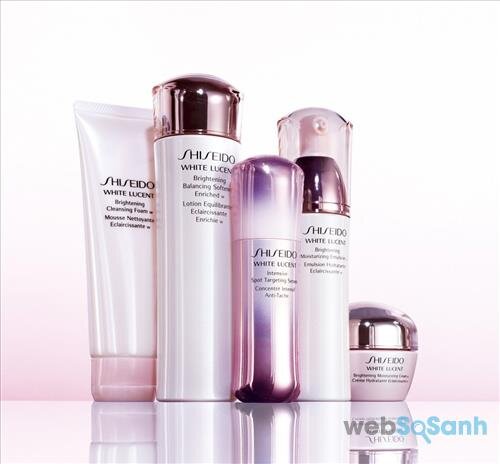 SHISEIDO
WHITE LUCENT
Brightening
Cleansing Foam W
Mousse Nettoyante
Eclaircissante W
SHISEIDO
WHITE LUCENT
Brightening
Balancing Softener
Enriched W
Lotion Equilibrante
Eclaircissante
Enrichie W
SHISEIDO
WHITE LUCENT
Intensive
Spot Targeting Serum
Concentré Intensif
Anti-Tache
SHISEIDO
WHITE LUCENT
Brightening
Moisturizing Emulsion W
Emulsion Hydratante
Eclaircissante W
SHISEIDO
WHITE LUCENT
Brightening Moisturizing Cream W
Crème Hydratante Eclaircissante W
webSoSanh